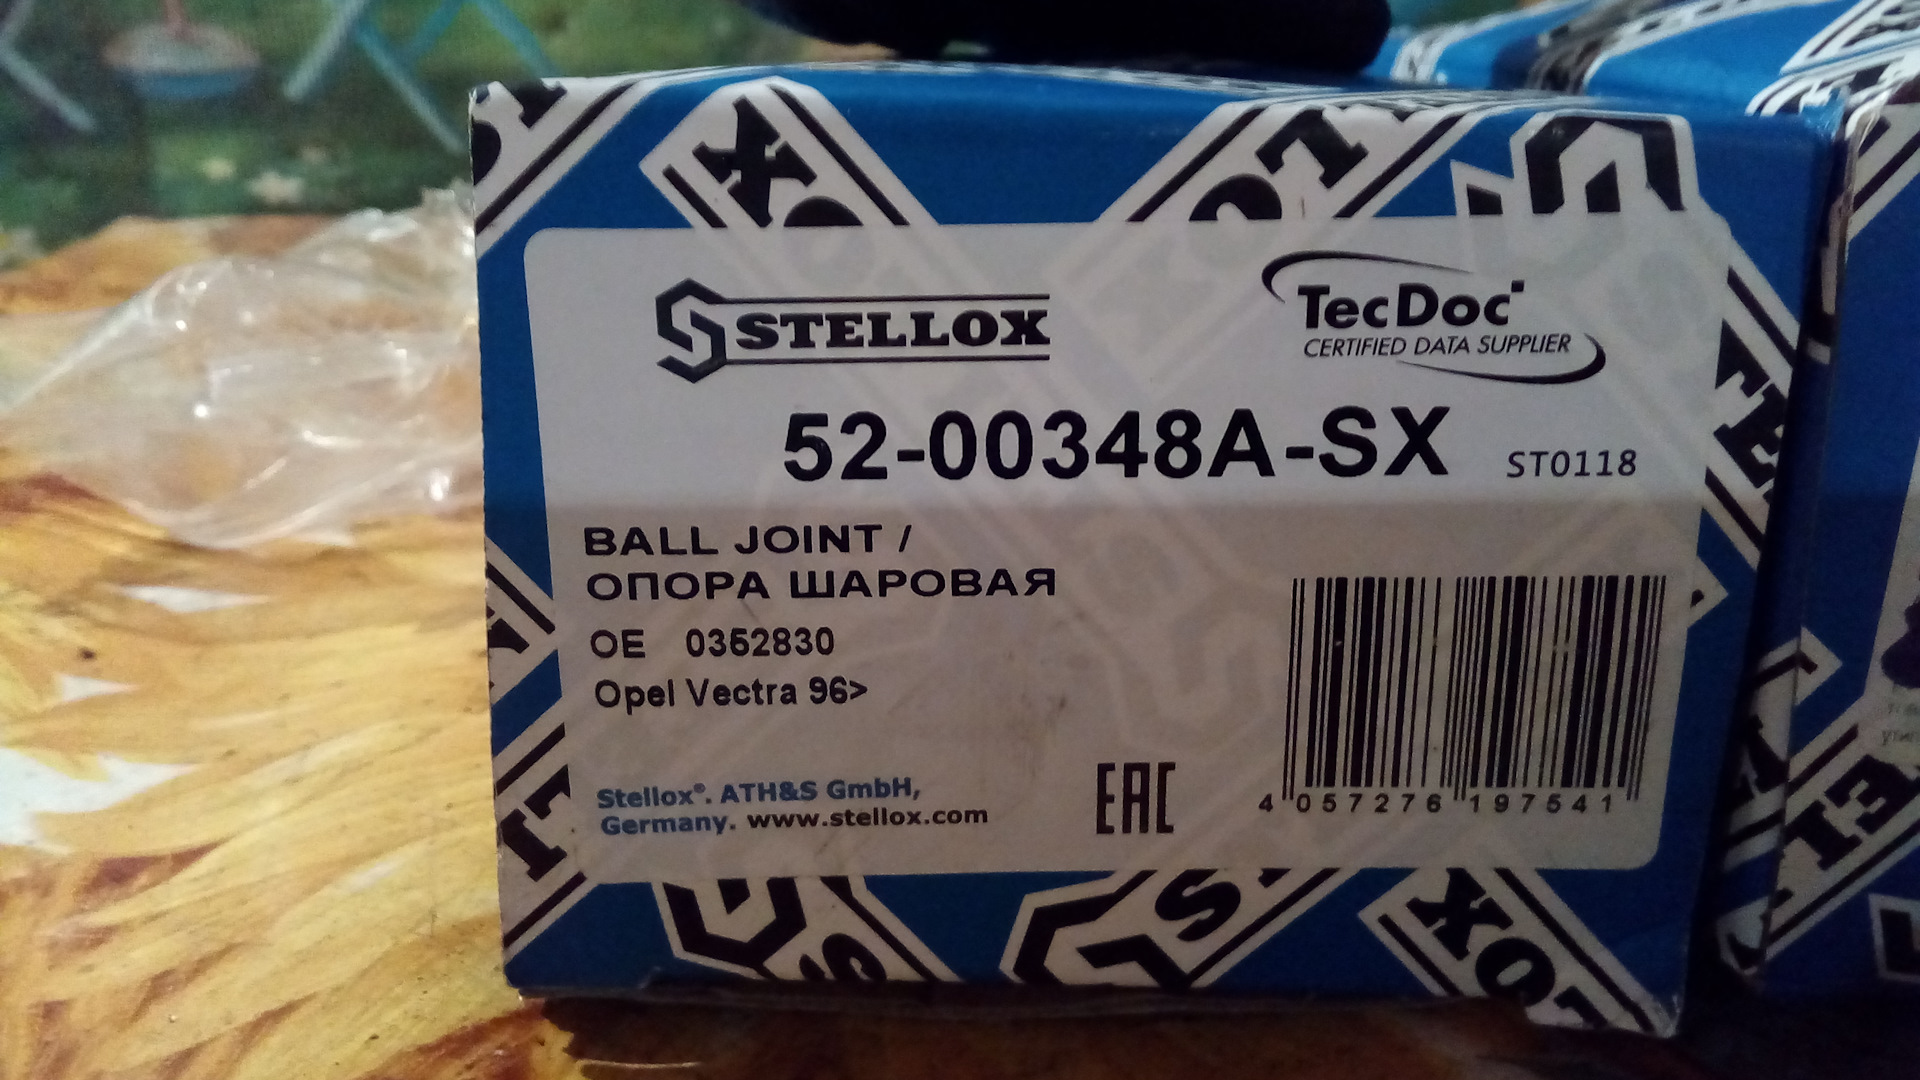 STELLOX
TecDoc
CERTIFIED DATA SUPPLIER
52-00348A-SX
ST0118
BALL JOINT /
ОПОРА ШАРОВАЯ
OE 0352830
Opel Vectra 96>
Stellox®. ATH&S GmbH,
Germany. www.stellox.com
EAC
4 057276 197541